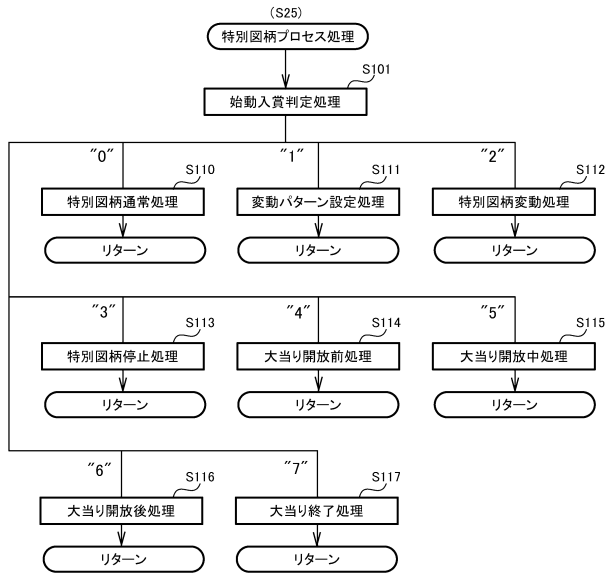 (S25)
特別図柄プロセス処理
S101
始動入賞判定処理
"0"
"1"
"2"
S110
S111
S112
特別図柄通常処理
変動パターン設定処理
特別図柄変動処理
リターン
リターン
リターン
"3"
"4"
"5"
S113
S114
S115
特別図柄停止処理
大当り開放前処理
大当り開放中処理
リターン
リターン
リターン
"6"
"7"
S116
S117
大当り開放後処理
大当り終了処理
リターン
リターン